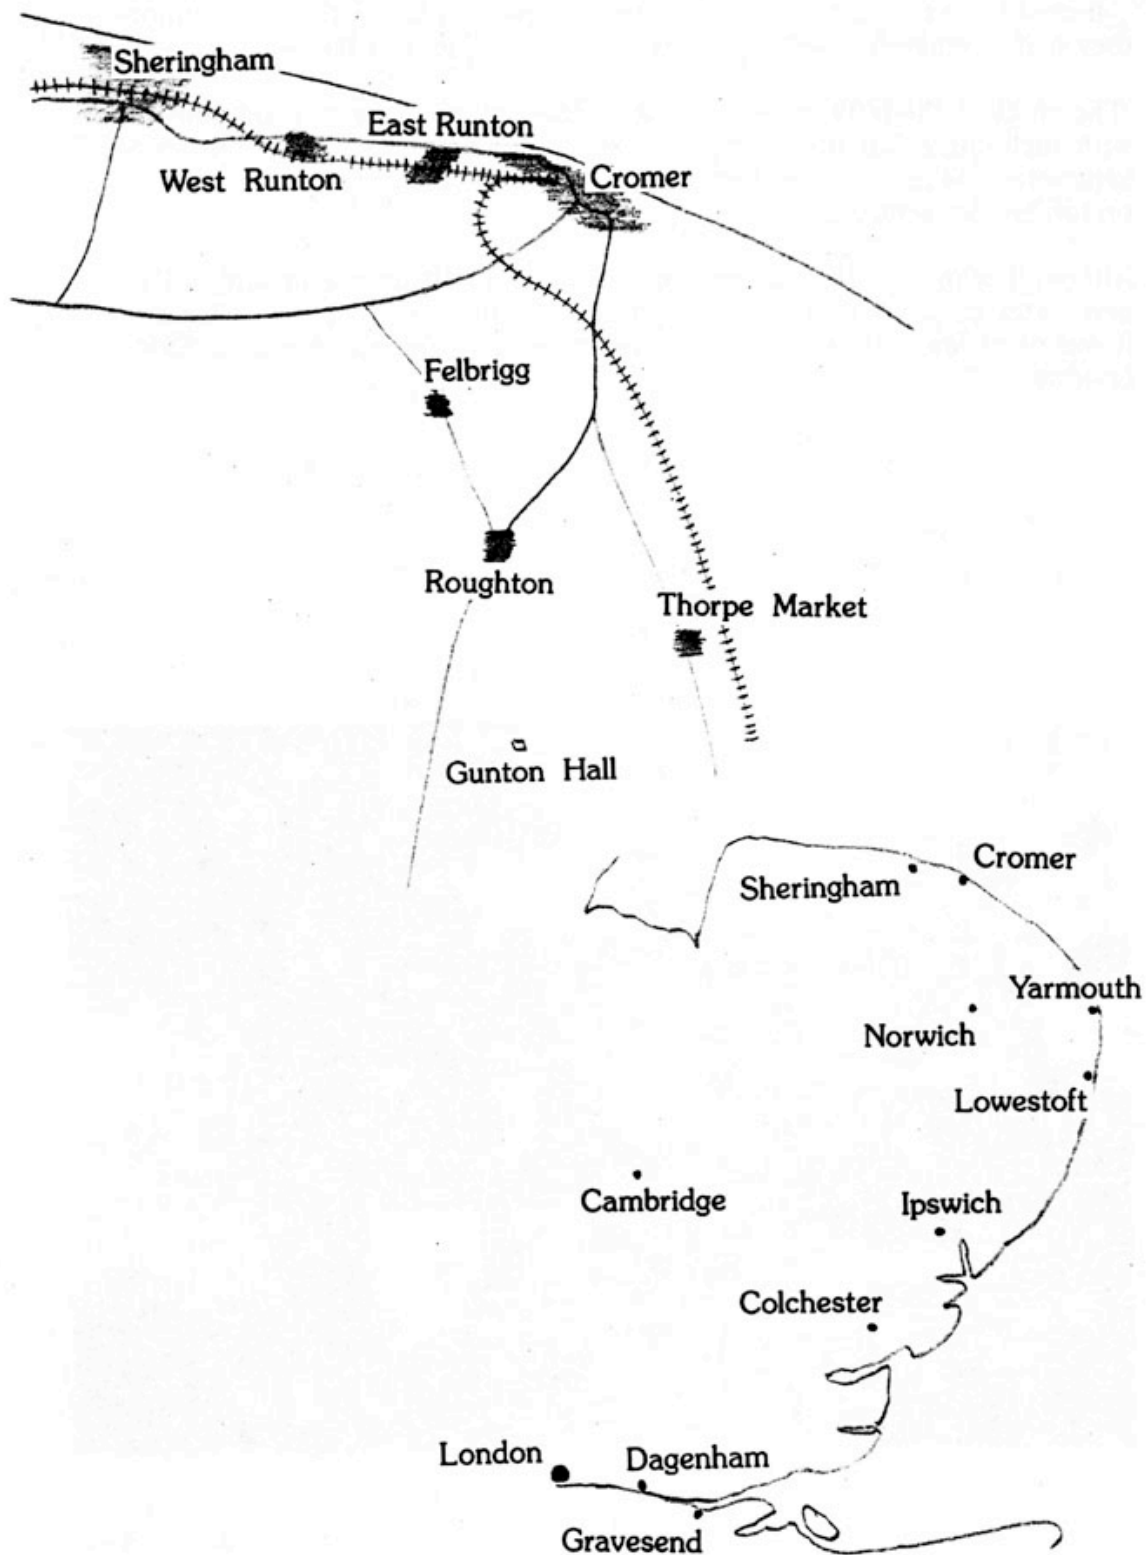 Sheringham
East Runton
West Runton
Cromer
Felbrigg
Roughton
Thorpe Market
Gunton Hall
Cromer
Sheringham
Yarmouth
Norwich
Lowestoft
Cambridge
Ipswich
Colchester
London
Dagenham
Gravesend